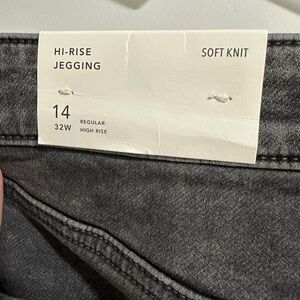 HI-RISE
JEGGING
SOFT KNIT
14
32W
REGULAR
HIGH RISE